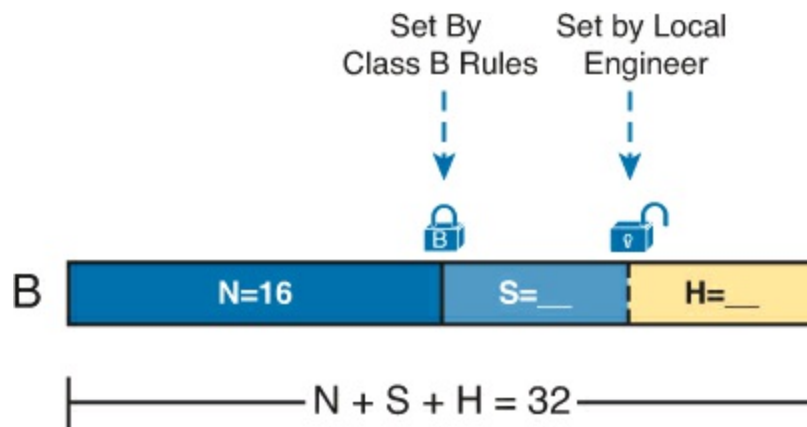 Set By
Class B Rules
Set by Local
Engineer
B
B
N=16
S=__
H=__
N + S + H = 32